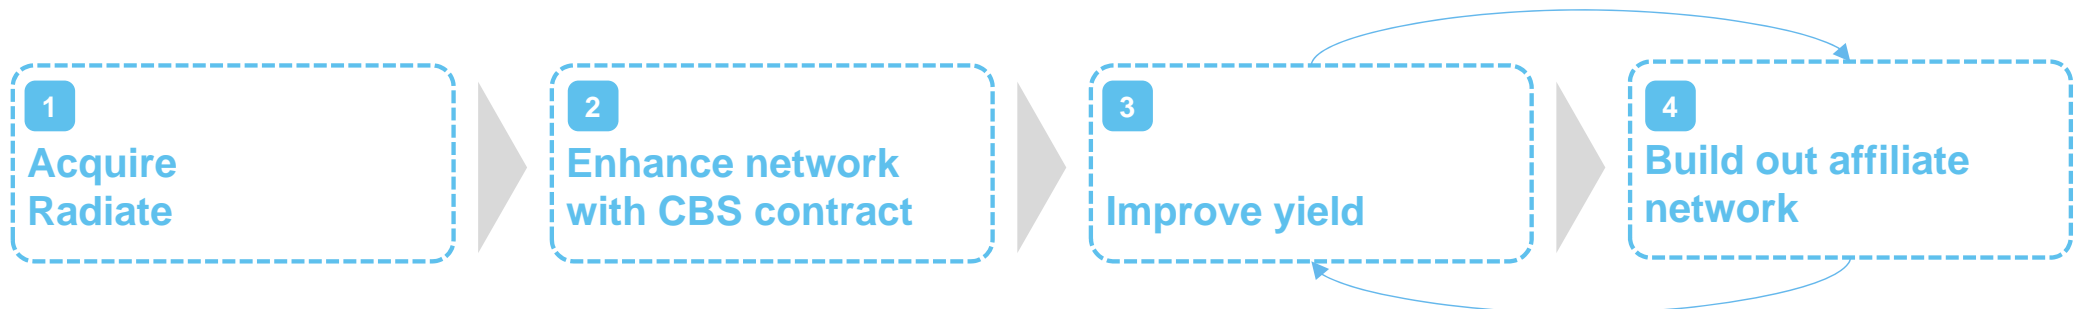 1
Acquire
Radiate
2
Enhance network
with CBS contract
3
Improve yield
4
Build out affiliate
network